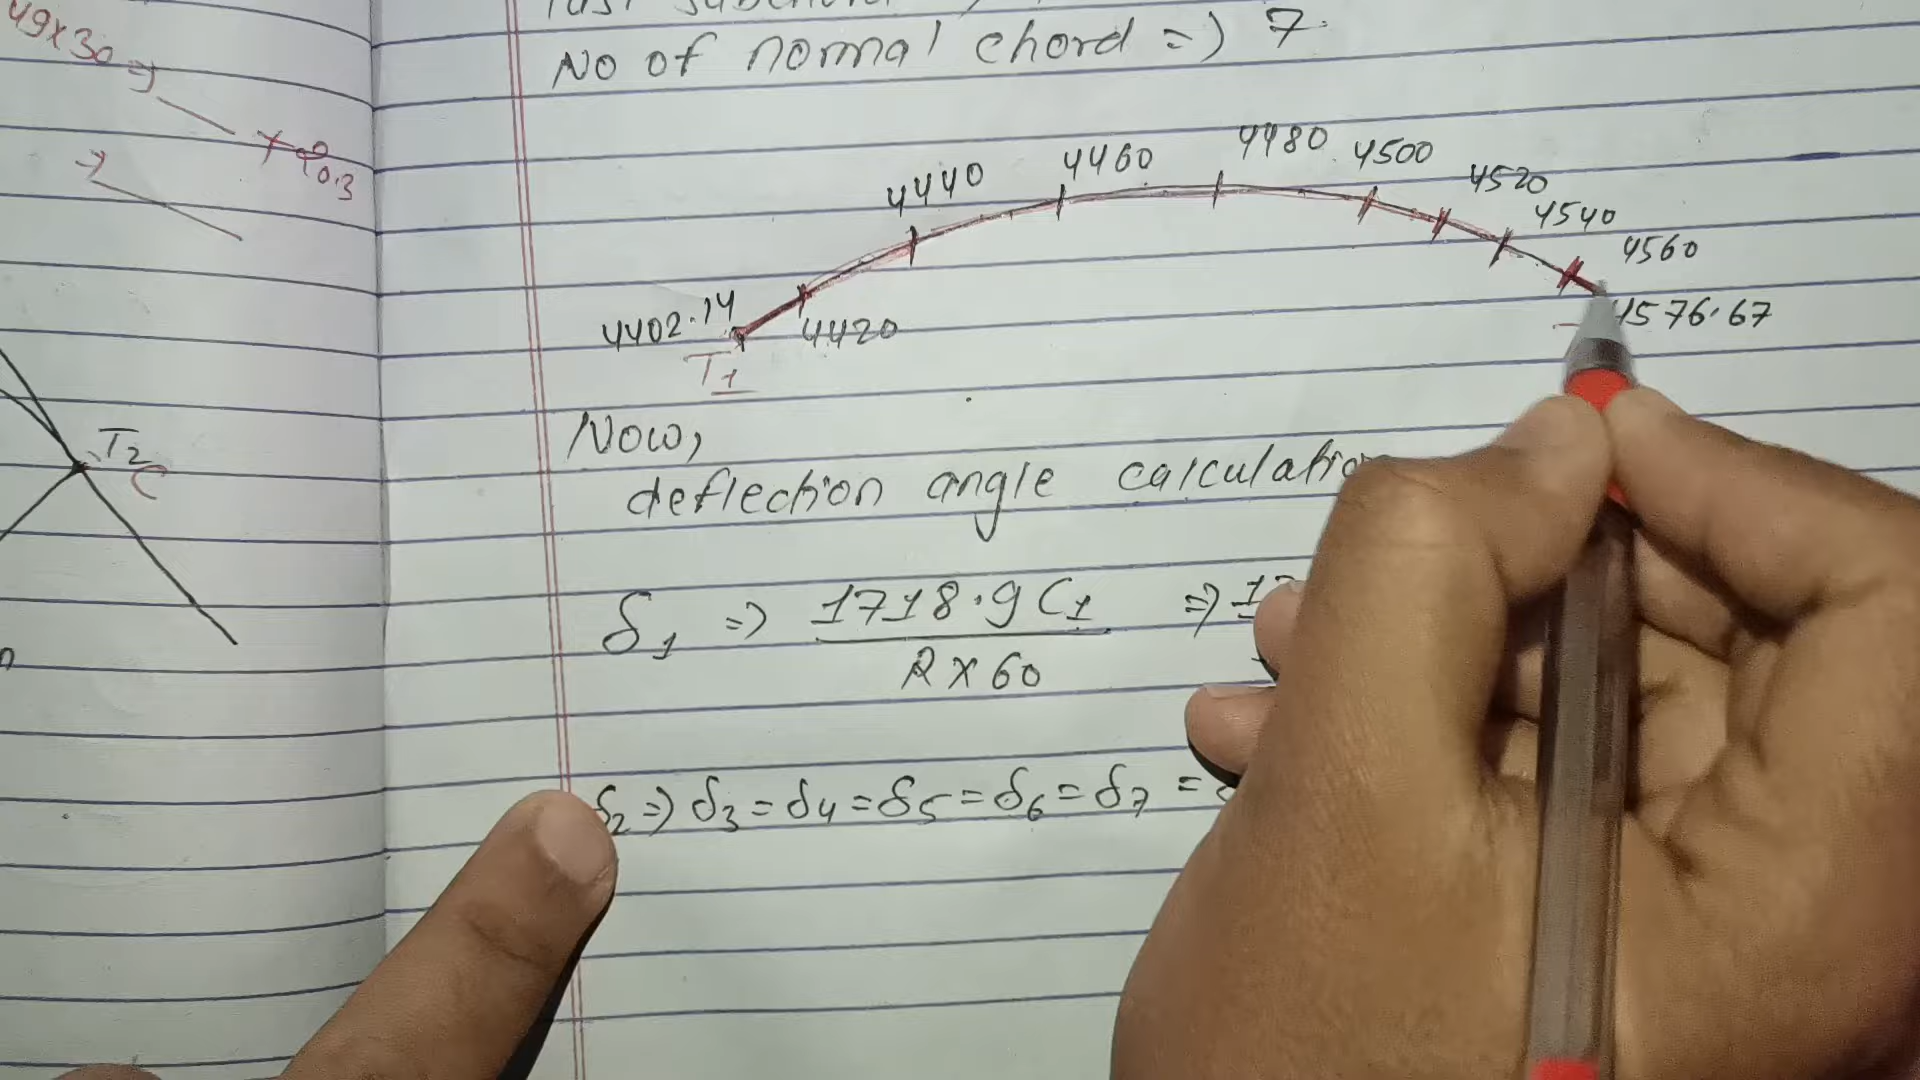 49x30 =>
No of normal chord => 7.
4402.14
T1
4420
4440
4460
4480
4500
4520
4540
4560
4576.67
T2
C
Now,
deflection angle calculation
δ1 => 1718.9 C1 / R x 60 =>
δ2 => δ3 = δ4 = δ5 = δ6 = δ7 =